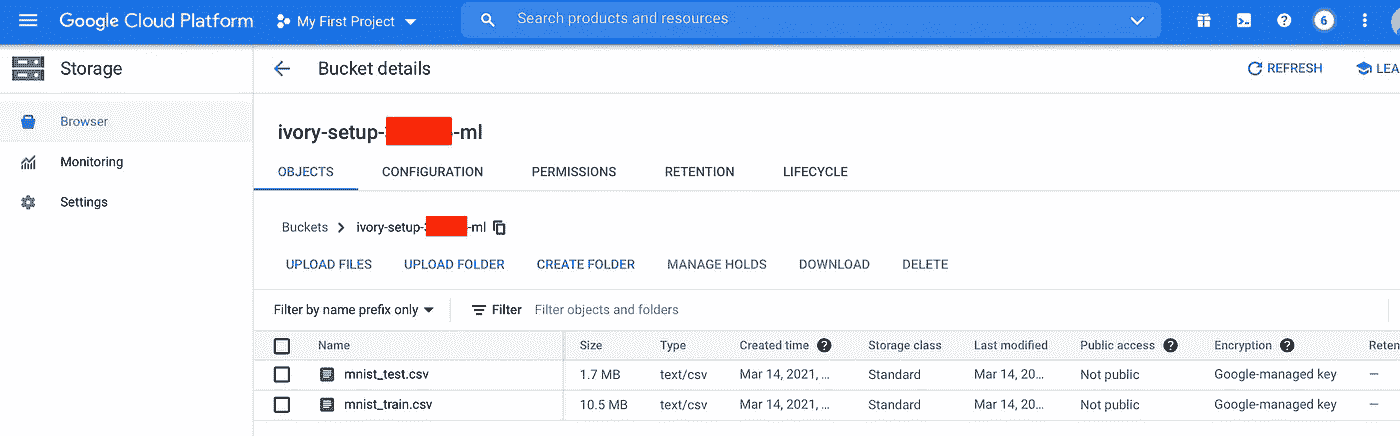 Google Cloud Platform My First Project Search products and resources 6
Storage Bucket details REFRESH LEA
Browser
ivory-setup- -ml
Monitoring
OBJECTS CONFIGURATION PERMISSIONS RETENTION LIFECYCLE
Settings
Buckets > ivory-setup- -ml
UPLOAD FILES UPLOAD FOLDER CREATE FOLDER MANAGE HOLDS DOWNLOAD DELETE
Filter by name prefix only Filter Filter objects and folders
Name Size Type Created time Storage class Last modified Public access Encryption Reten
mnist_test.csv 1.7 MB text/csv Mar 14, 2021, ... Standard Mar 14, 20... Not public Google-managed key —
mnist_train.csv 10.5 MB text/csv Mar 14, 2021, ... Standard Mar 14, 20... Not public Google-managed key —